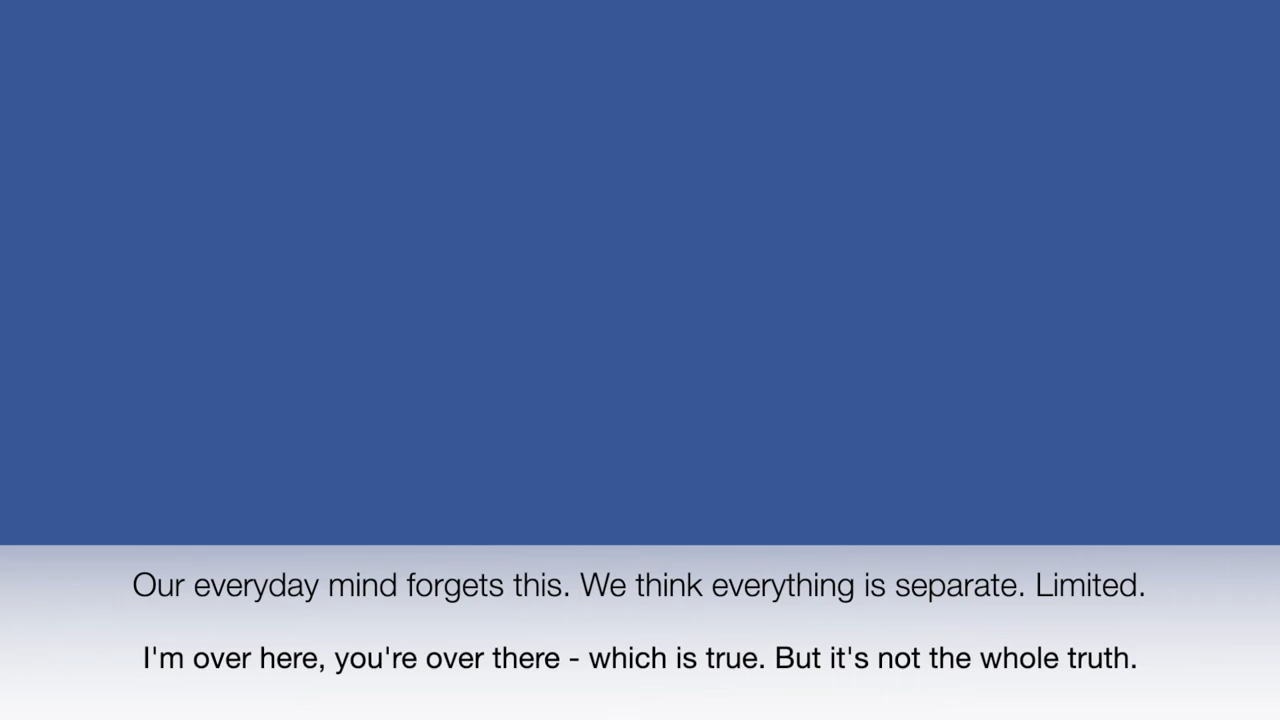 Our everyday mind forgets this. We think everything is separate. Limited.
I'm over here, you're over there - which is true. But it's not the whole truth.